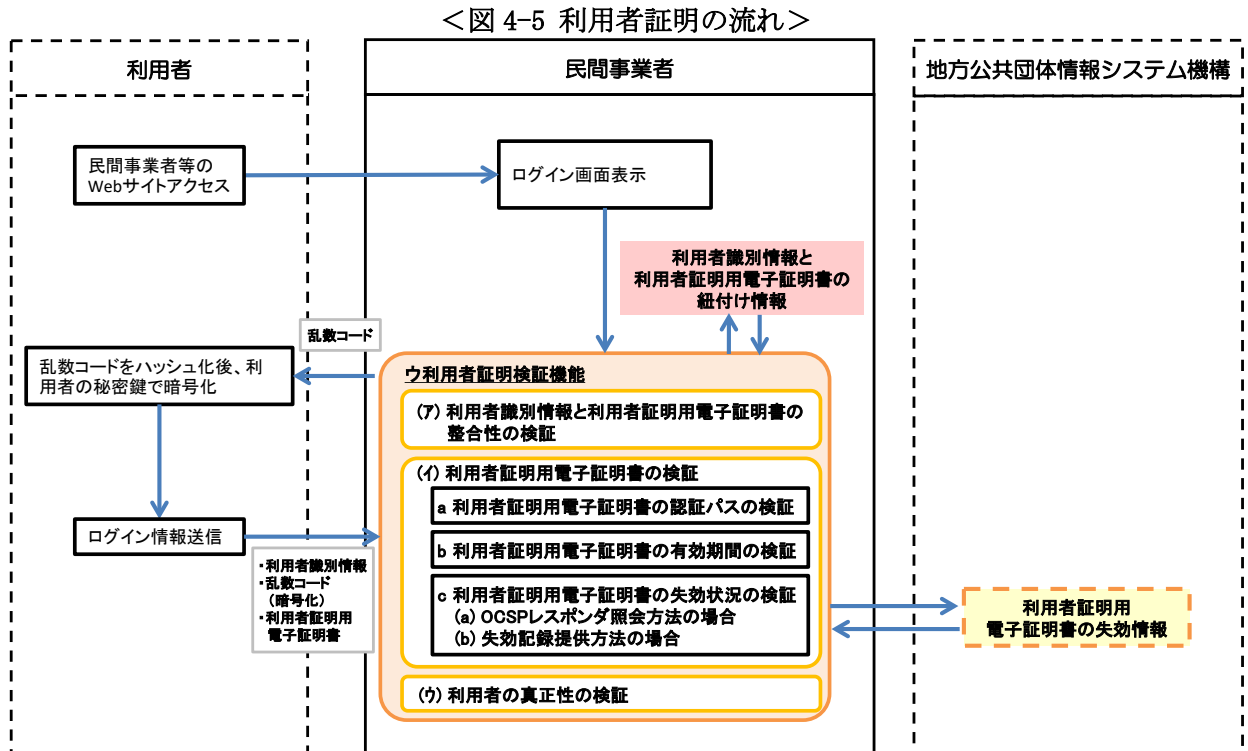 ＜図 4-5 利用者証明の流れ＞
利用者
民間事業者
地方公共団体情報システム機構
民間事業者等の
Webサイトアクセス
ログイン画面表示
利用者識別情報と
利用者証明用電子証明書の
紐付け情報
乱数コード
乱数コードをハッシュ化後、利
用者の秘密鍵で暗号化
ウ利用者証明検証機能
(ア) 利用者識別情報と利用者証明用電子証明書の
整合性の検証
(イ) 利用者証明用電子証明書の検証
a 利用者証明用電子証明書の認証パスの検証
ログイン情報送信
b 利用者証明用電子証明書の有効期間の検証
・利用者識別情報
・乱数コード
（暗号化）
・利用者証明用
電子証明書
c 利用者証明用電子証明書の失効状況の検証
(a) OCSPレスポンダ照会方法の場合
(b) 失効記録提供方法の場合
利用者証明用
電子証明書の失効情報
(ウ) 利用者の真正性の検証